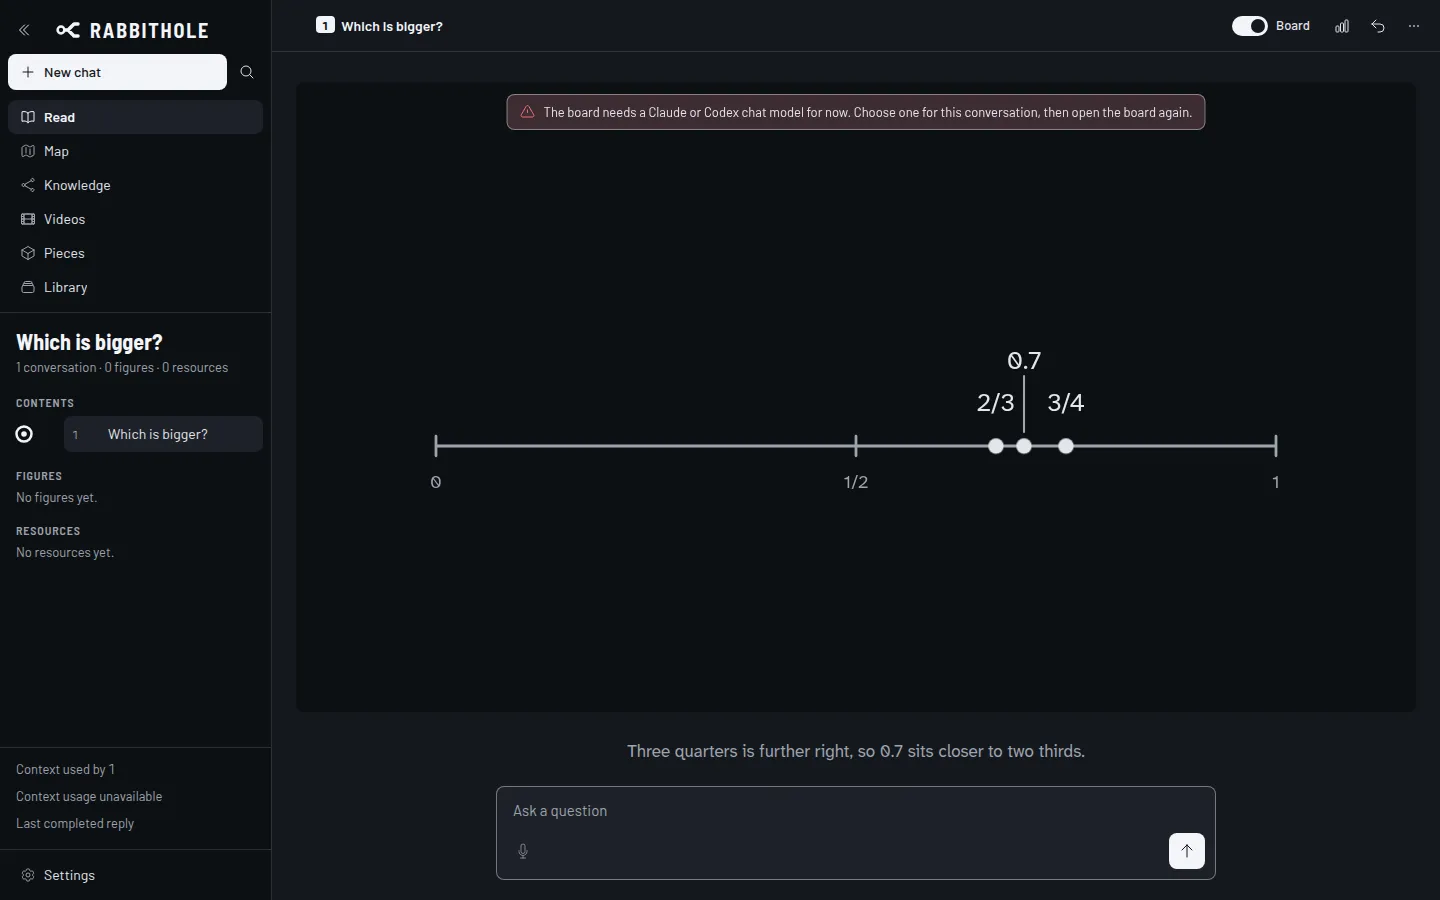 RABBITHOLE
New chat
Read
Map
Knowledge
Videos
Pieces
Library
Which is bigger?
1 conversation · 0 figures · 0 resources
CONTENTS
1 Which is bigger?
FIGURES
No figures yet.
RESOURCES
No resources yet.
Context used by 1
Context usage unavailable
Last completed reply
Settings
1 Which is bigger?
Board
The board needs a Claude or Codex chat model for now. Choose one for this conversation, then open the board again.
0.7
2/3 3/4
0 1/2 1
Three quarters is further right, so 0.7 sits closer to two thirds.
Ask a question